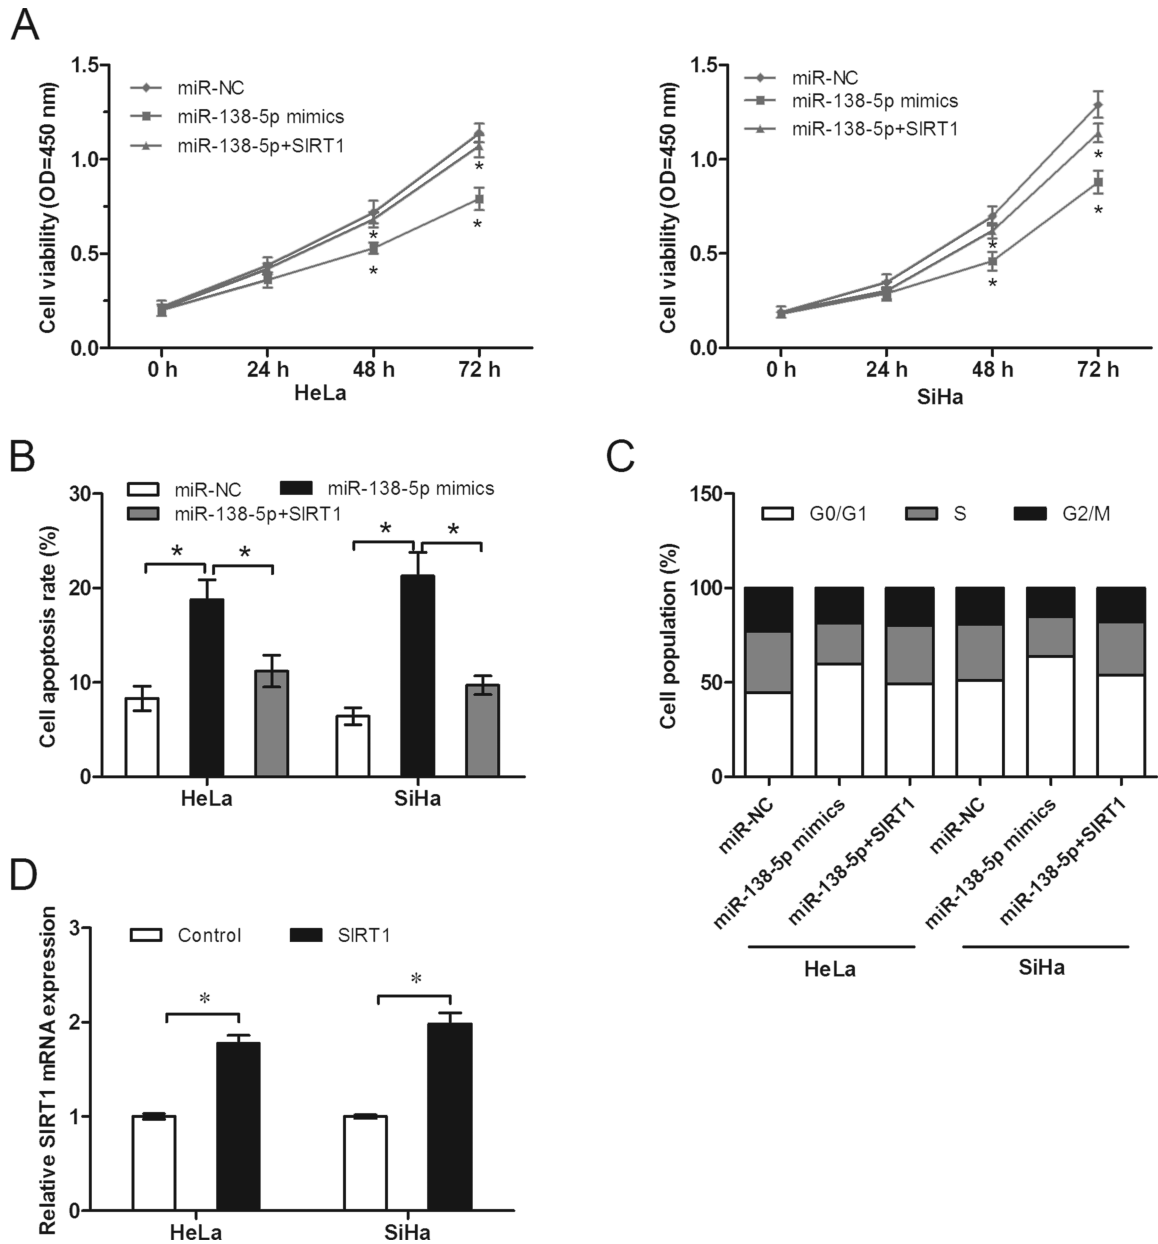 A
Cell viability (OD=450 nm)
1.5
1.0
0.5
0.0
miR-NC
miR-138-5p mimics
miR-138-5p+SIRT1
*
*
*
*
0 h 24 h 48 h 72 h
HeLa
Cell viability (OD=450 nm)
1.5
1.0
0.5
0.0
miR-NC
miR-138-5p mimics
miR-138-5p+SIRT1
*
*
*
*
0 h 24 h 48 h 72 h
SiHa
B
Cell apoptosis rate (%)
30
20
10
0
miR-NC miR-138-5p mimics
miR-138-5p+SIRT1
* * * *
HeLa SiHa
C
Cell population (%)
150
100
50
0
G0/G1 S G2/M
miR-NC
miR-138-5p mimics
miR-138-5p+SIRT1
miR-NC
miR-138-5p mimics
miR-138-5p+SIRT1
HeLa SiHa
D
Relative SIRT1 mRNA expression
3
2
1
0
Control SIRT1
* *
HeLa SiHa